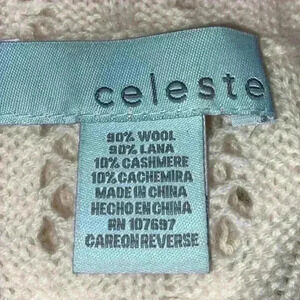 celeste
90% WOOL
90% LANA
10% CASHMERE
10% CACHEMIRA
MADE IN CHINA
HECHO EN CHINA
RN 107697
CARE ON REVERSE